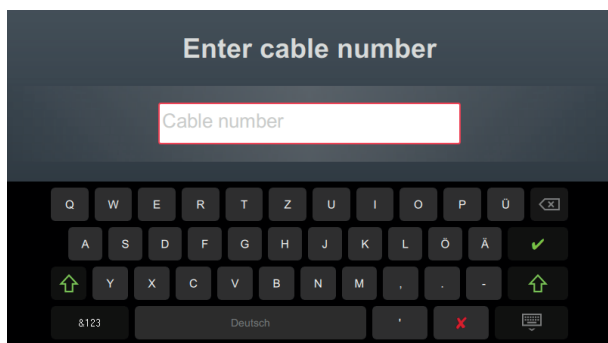 Enter cable number
Cable number
Q W E R T Z U I O P Ü
A S D F G H J K L Ö Ä
Y X C V B N M , . -
&123 Deutsch '